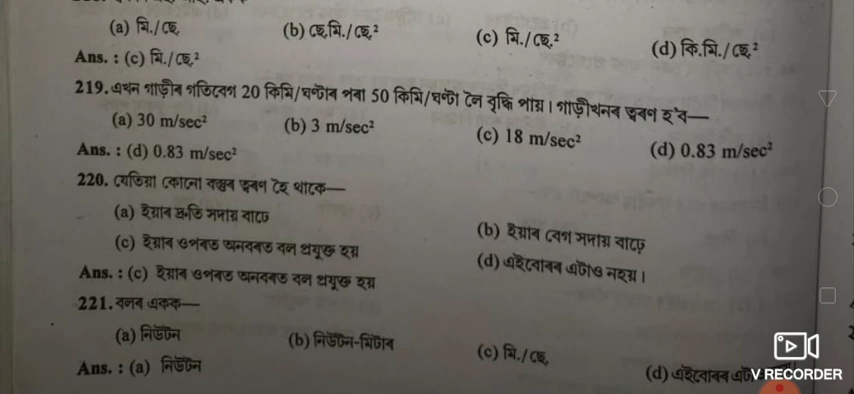 (a) মি./ছে. (b) ছে.মি./ছে.² (c) মি./ছে.² (d) কি.মি./ছে.²
Ans. : (c) মি./ছে.²
219. এখন গাড়ীৰ গতিবেগ 20 কিমি/ঘণ্টাৰ পৰা 50 কিমি/ঘণ্টা লৈ বৃদ্ধি পায়। গাড়ীখনৰ ত্বৰণ হ'ব—
(a) 30 m/sec² (b) 3 m/sec² (c) 18 m/sec² (d) 0.83 m/sec²
Ans. : (d) 0.83 m/sec²
220. যেতিয়া কোনো বস্তুৰ ত্বৰণ হৈ থাকে—
(a) ইয়াৰ দ্ৰুতি সদায় বাঢ়ে (b) ইয়াৰ বেগ সদায় বাঢ়ে
(c) ইয়াৰ ওপৰত অনবৰত বল প্ৰযুক্ত হয় (d) এইবোৰৰ এটাও নহয়।
Ans. : (c) ইয়াৰ ওপৰত অনবৰত বল প্ৰযুক্ত হয়
221. বলৰ একক—
(a) নিউটন (b) নিউটন-মিটাৰ (c) মি./ছে. (d) এইবোৰৰ
Ans. : (a) নিউটন
V RECORDER